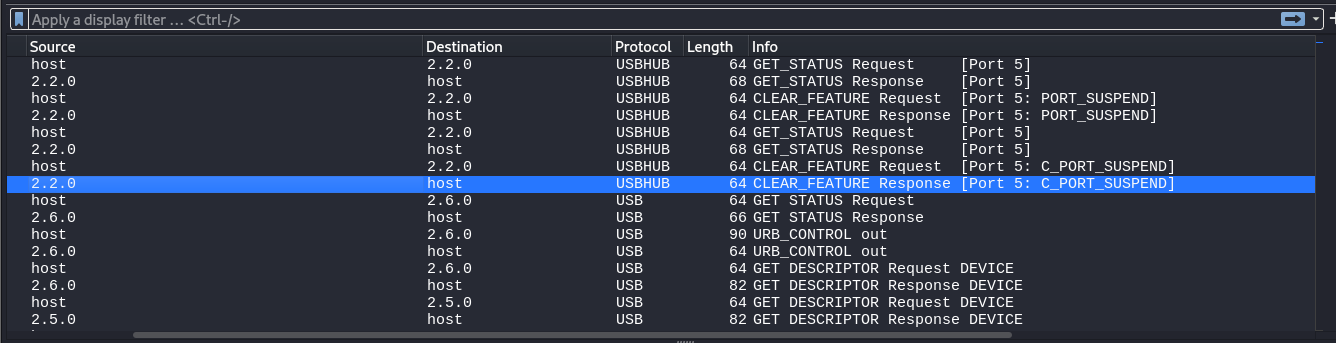 Apply a display filter … <Ctrl-/>
Source Destination Protocol Length Info
host 2.2.0 USBHUB 64 GET_STATUS Request [Port 5]
2.2.0 host USBHUB 68 GET_STATUS Response [Port 5]
host 2.2.0 USBHUB 64 CLEAR_FEATURE Request [Port 5: PORT_SUSPEND]
2.2.0 host USBHUB 64 CLEAR_FEATURE Response [Port 5: PORT_SUSPEND]
host 2.2.0 USBHUB 64 GET_STATUS Request [Port 5]
2.2.0 host USBHUB 68 GET_STATUS Response [Port 5]
host 2.2.0 USBHUB 64 CLEAR_FEATURE Request [Port 5: C_PORT_SUSPEND]
2.2.0 host USBHUB 64 CLEAR_FEATURE Response [Port 5: C_PORT_SUSPEND]
host 2.6.0 USB 64 GET STATUS Request
2.6.0 host USB 66 GET STATUS Response
host 2.6.0 USB 90 URB_CONTROL out
2.6.0 host USB 64 URB_CONTROL out
host 2.6.0 USB 64 GET DESCRIPTOR Request DEVICE
2.6.0 host USB 82 GET DESCRIPTOR Response DEVICE
host 2.5.0 USB 64 GET DESCRIPTOR Request DEVICE
2.5.0 host USB 82 GET DESCRIPTOR Response DEVICE